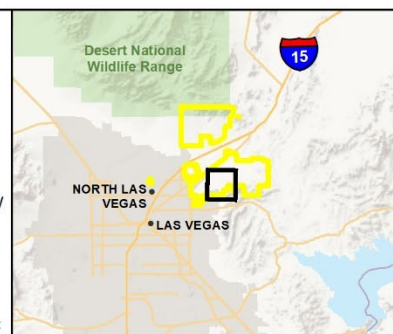 Desert National
Wildlife Range
15
NORTH LAS
VEGAS
LAS VEGAS